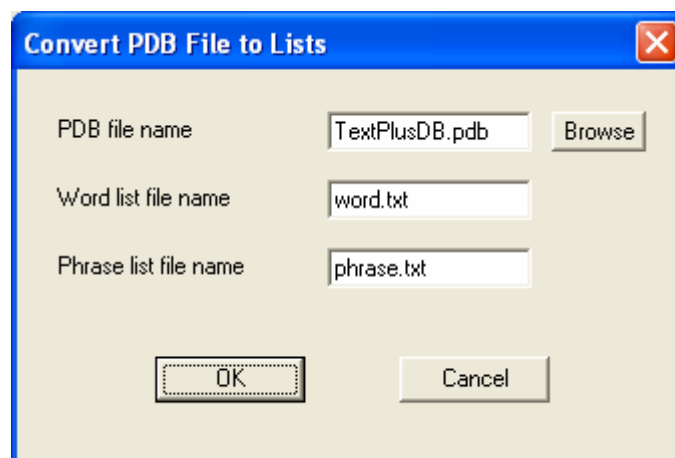 Convert PDB File to Lists
PDB file name TextPlusDB.pdb Browse
Word list file name word.txt
Phrase list file name phrase.txt
OK Cancel